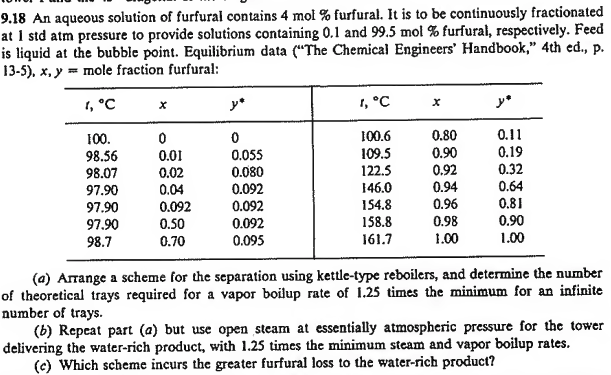 9.18 An aqueous solution of furfural contains 4 mol % furfural. It is to be continuously fractionated
at 1 std atm pressure to provide solutions containing 0.1 and 99.5 mol % furfural, respectively. Feed
is liquid at the bubble point. Equilibrium data ("The Chemical Engineers' Handbook," 4th ed., p.
13-5), x, y = mole fraction furfural:
t, °C x y* t, °C x y*
100. 0 0 100.6 0.80 0.11
98.56 0.01 0.055 109.5 0.90 0.19
98.07 0.02 0.080 122.5 0.92 0.32
97.90 0.04 0.092 146.0 0.94 0.64
97.90 0.092 0.092 154.8 0.96 0.81
97.90 0.50 0.092 158.8 0.98 0.90
98.7 0.70 0.095 161.7 1.00 1.00
(a) Arrange a scheme for the separation using kettle-type reboilers, and determine the number
of theoretical trays required for a vapor boilup rate of 1.25 times the minimum for an infinite
number of trays.
(b) Repeat part (a) but use open steam at essentially atmospheric pressure for the tower
delivering the water-rich product, with 1.25 times the minimum steam and vapor boilup rates.
(c) Which scheme incurs the greater furfural loss to the water-rich product?